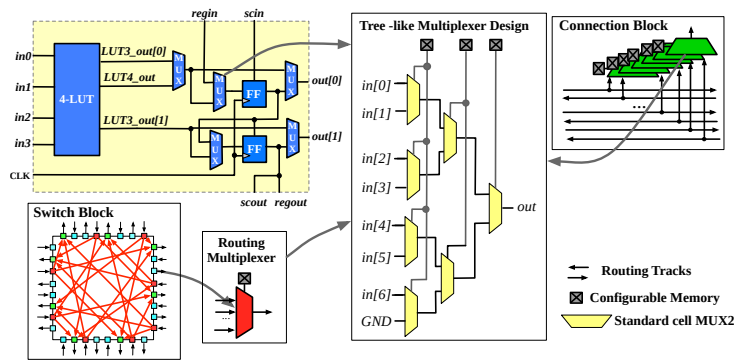 regin
scin
in0
in1
in2
in3
CLK
4-LUT
LUT3_out[0]
LUT4_out
LUT3_out[1]
MUX
MUX
MUX
MUX
MUX
FF
FF
out[0]
out[1]
scout
regout
Tree -like Multiplexer Design
in[0]
in[1]
in[2]
in[3]
in[4]
in[5]
in[6]
GND
out
Connection Block
...
Switch Block
Routing
Multiplexer
...
Routing Tracks
Configurable Memory
Standard cell MUX2